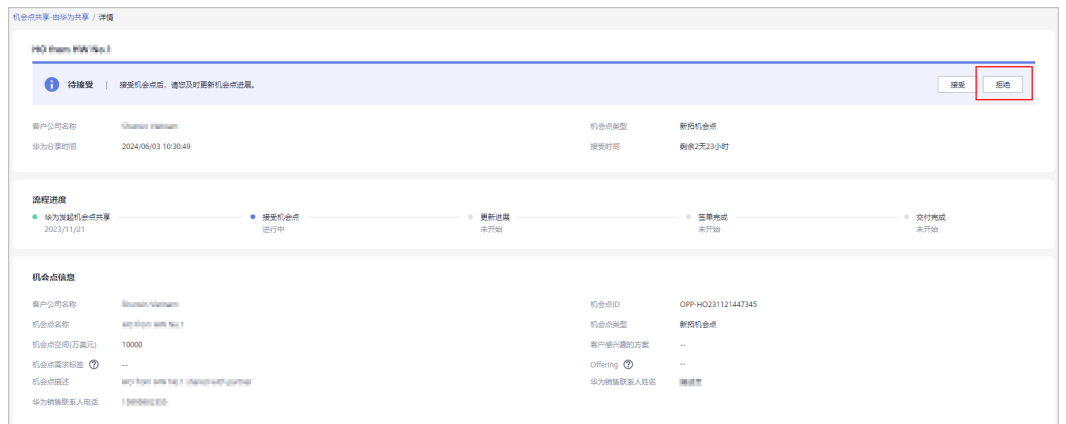 机会点共享-由华为共享 / 详情
待接受 | 接受机会点后，请您及时更新机会点进展。 接受 拒绝
客户公司名称 机会点类型 新拓机会点
华为分享时间 2024/06/03 10:30:49 接受时间 剩余2天23小时
流程进度
华为发起机会点共享 接受机会点 更新进展 签单完成 交付完成
2023/11/21 进行中 未开始 未开始 未开始
机会点信息
客户公司名称 机会点ID OPP-HO231121447345
机会点名称 机会点类型 新拓机会点
机会点空间(万美元) 10000 客户感兴趣的方案 --
机会点需求标签 ? -- Offering ? --
机会点描述 华为销售联系人姓名
华为销售联系人电话